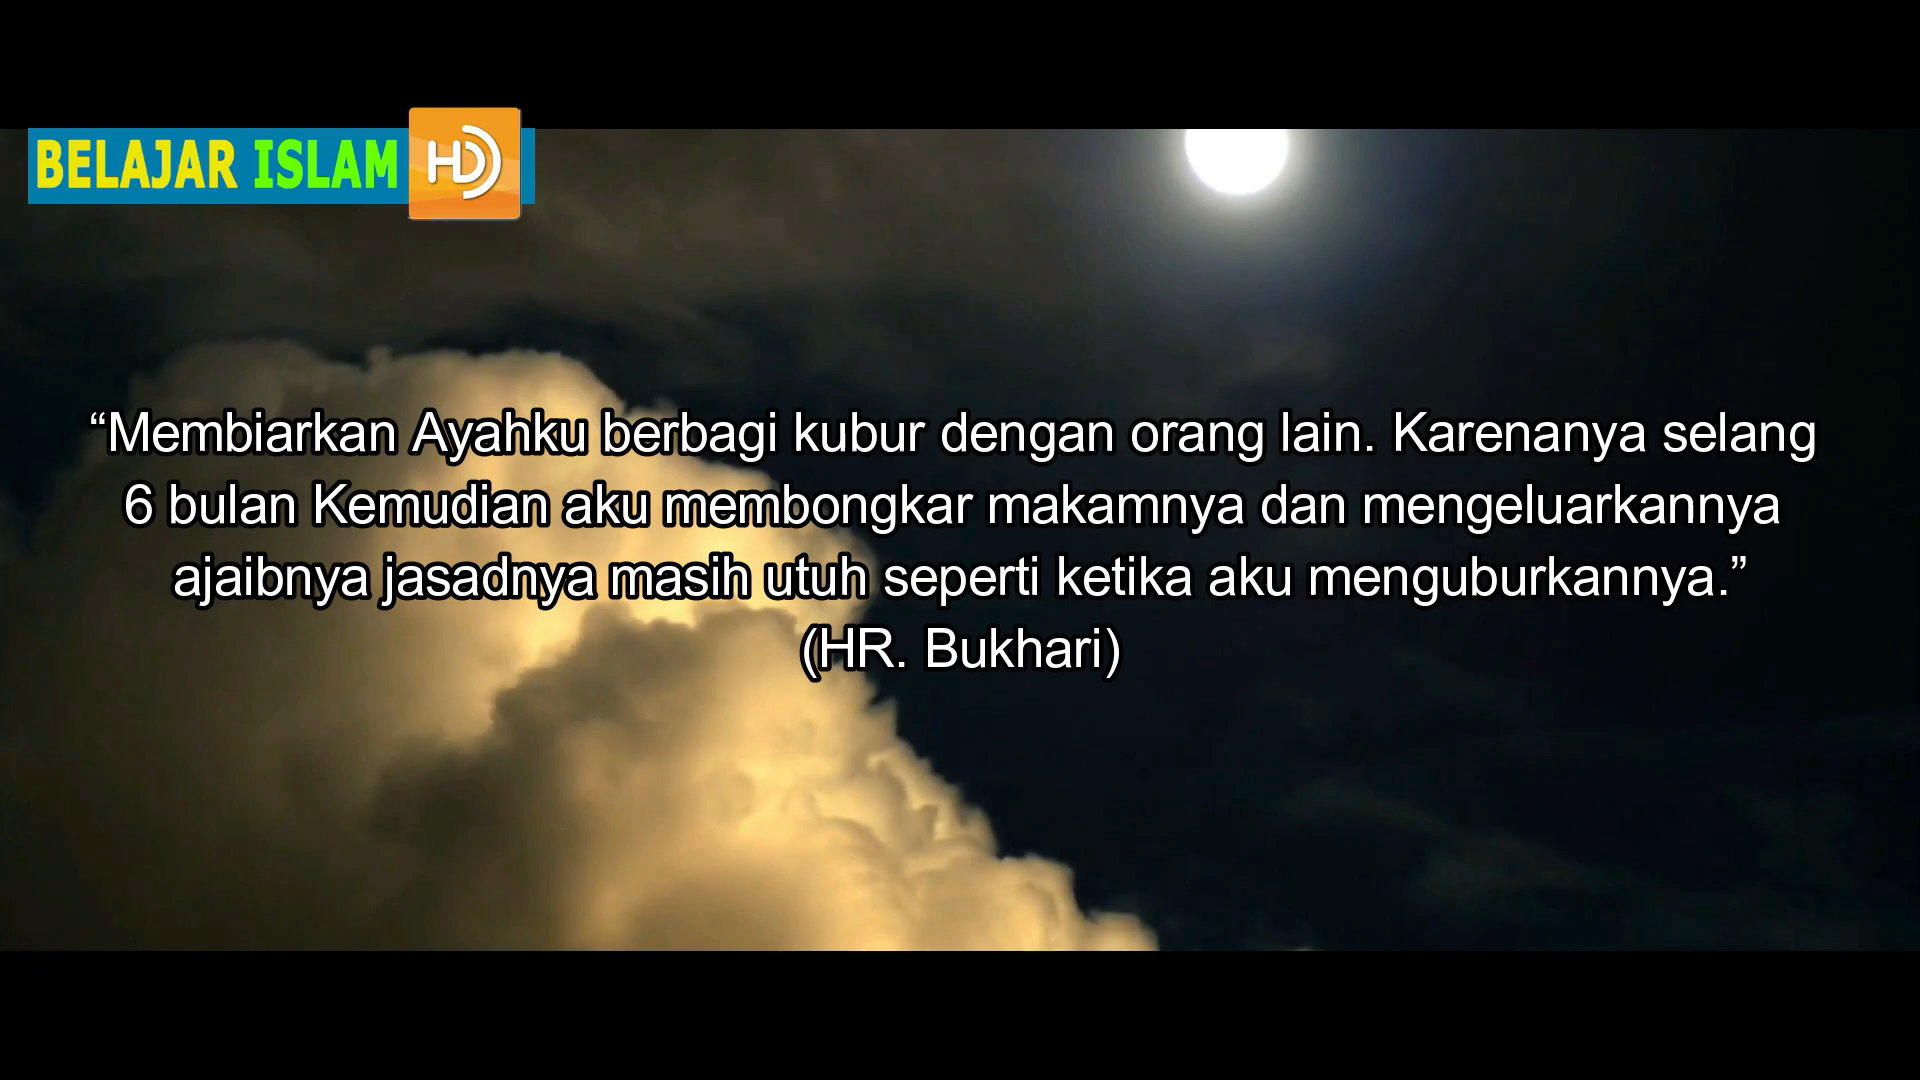 BELAJAR ISLAM HD
“Membiarkan Ayahku berbagi kubur dengan orang lain. Karenanya selang
6 bulan Kemudian aku membongkar makamnya dan mengeluarkannya
ajaibnya jasadnya masih utuh seperti ketika aku menguburkannya.”
(HR. Bukhari)